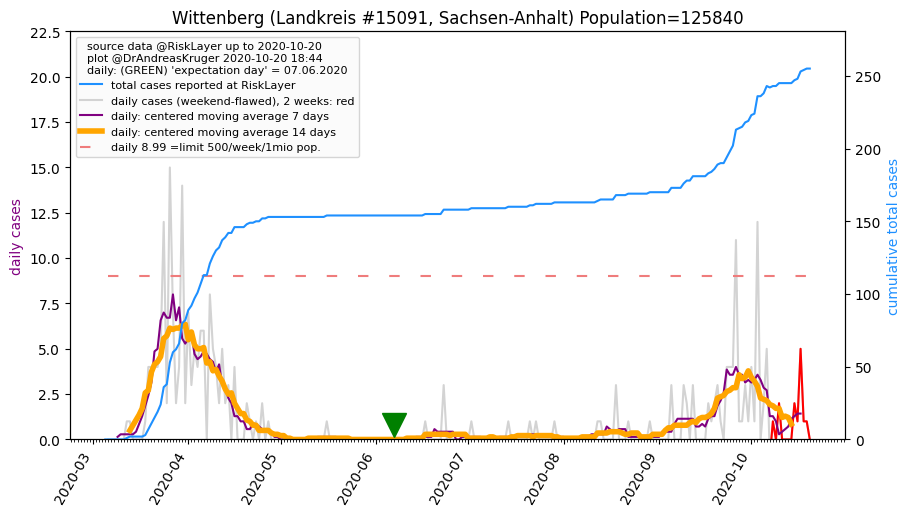 Wittenberg (Landkreis #15091, Sachsen-Anhalt) Population=125840
source data @RiskLayer up to 2020-10-20
plot @DrAndreasKruger 2020-10-20 18:44
daily: (GREEN) 'expectation day' = 07.06.2020
total cases reported at RiskLayer
daily cases (weekend-flawed), 2 weeks: red
daily: centered moving average 7 days
daily: centered moving average 14 days
daily 8.99 =limit 500/week/1mio pop.
daily cases
22.5
20.0
17.5
15.0
12.5
10.0
7.5
5.0
2.5
0.0
250
200
150
100
50
0
cumulative total cases
2020-03
2020-04
2020-05
2020-06
2020-07
2020-08
2020-09
2020-10